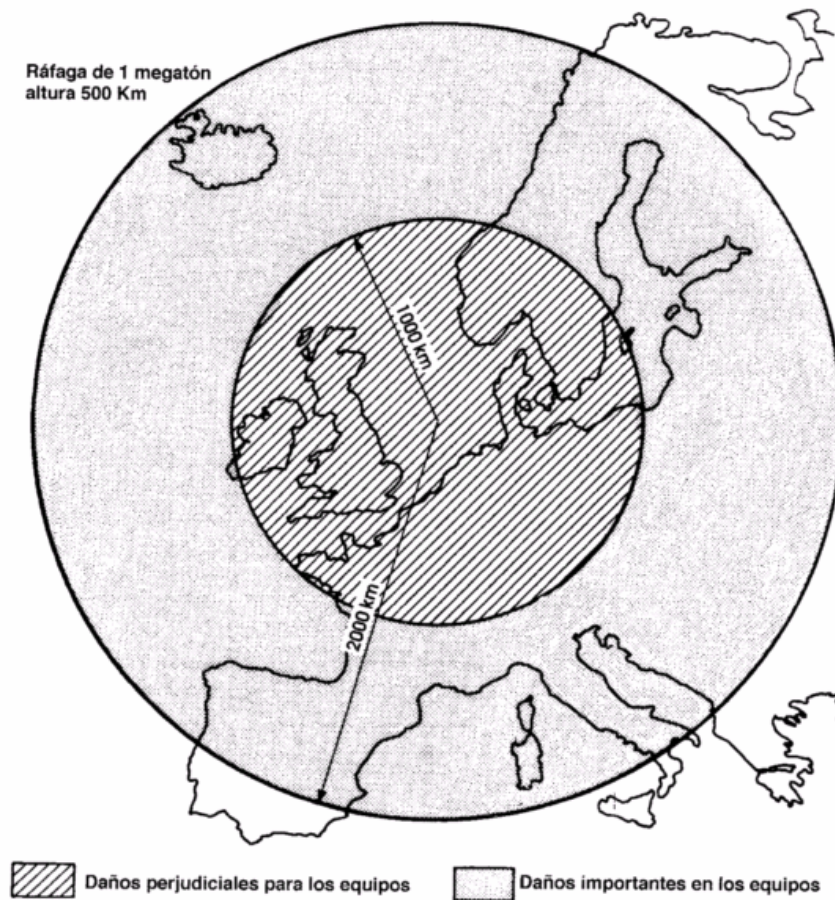 Ráfaga de 1 megatón
altura 500 Km
1000 km
2000 km
Daños perjudiciales para los equipos
Daños importantes en los equipos